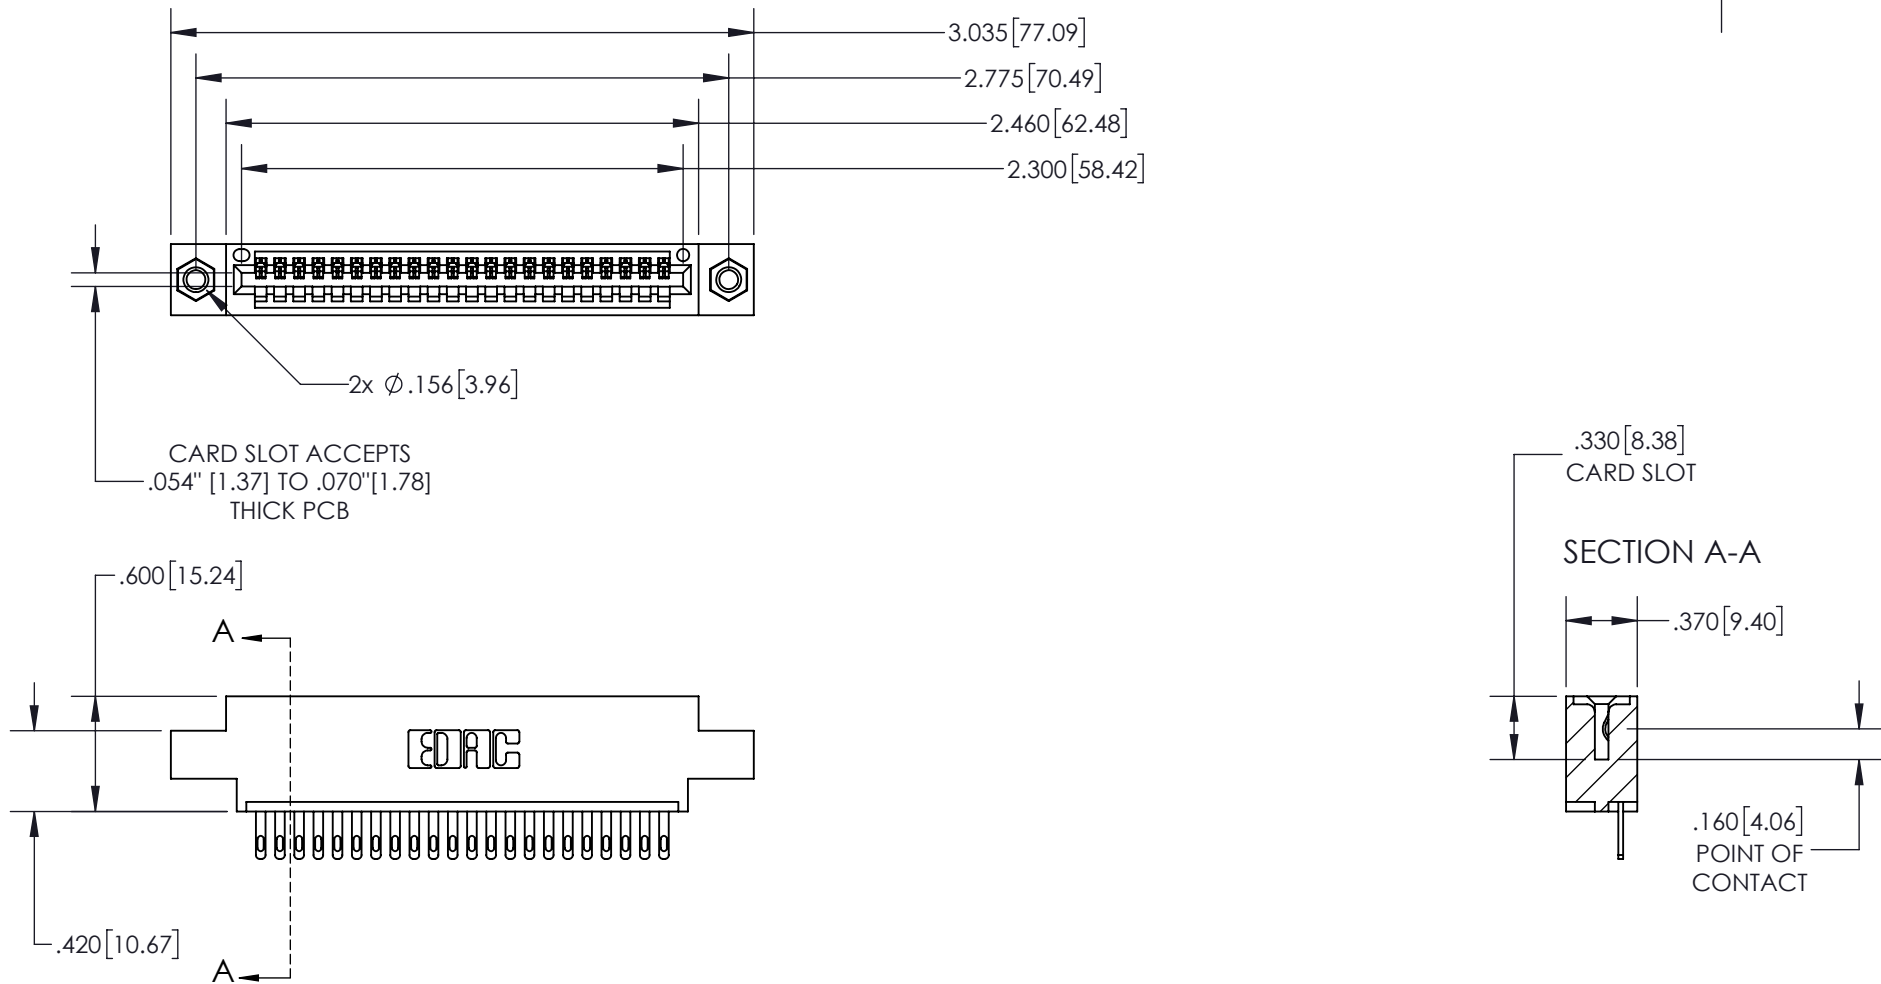 3.035[77.09]
2.775[70.49]
2.460[62.48]
2.300[58.42]
2x Ø.156[3.96]
CARD SLOT ACCEPTS
.054" [1.37] TO .070"[1.78]
THICK PCB
.330[8.38]
CARD SLOT
SECTION A-A
.600[15.24]
.370[9.40]
A
EDAC
.160[4.06]
POINT OF
CONTACT
.420[10.67]
A